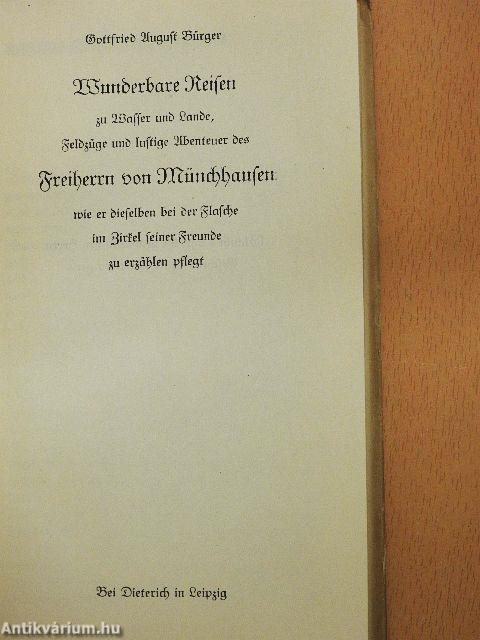 Gottfried August Bürger
Wunderbare Reisen
zu Wasser und Lande,
Feldzüge und lustige Abenteuer des
Freiherrn von Münchhausen
wie er dieselben bei der Flasche
im Zirkel seiner Freunde
zu erzählen pflegt
Bei Dieterich in Leipzig
Antikvárium.hu